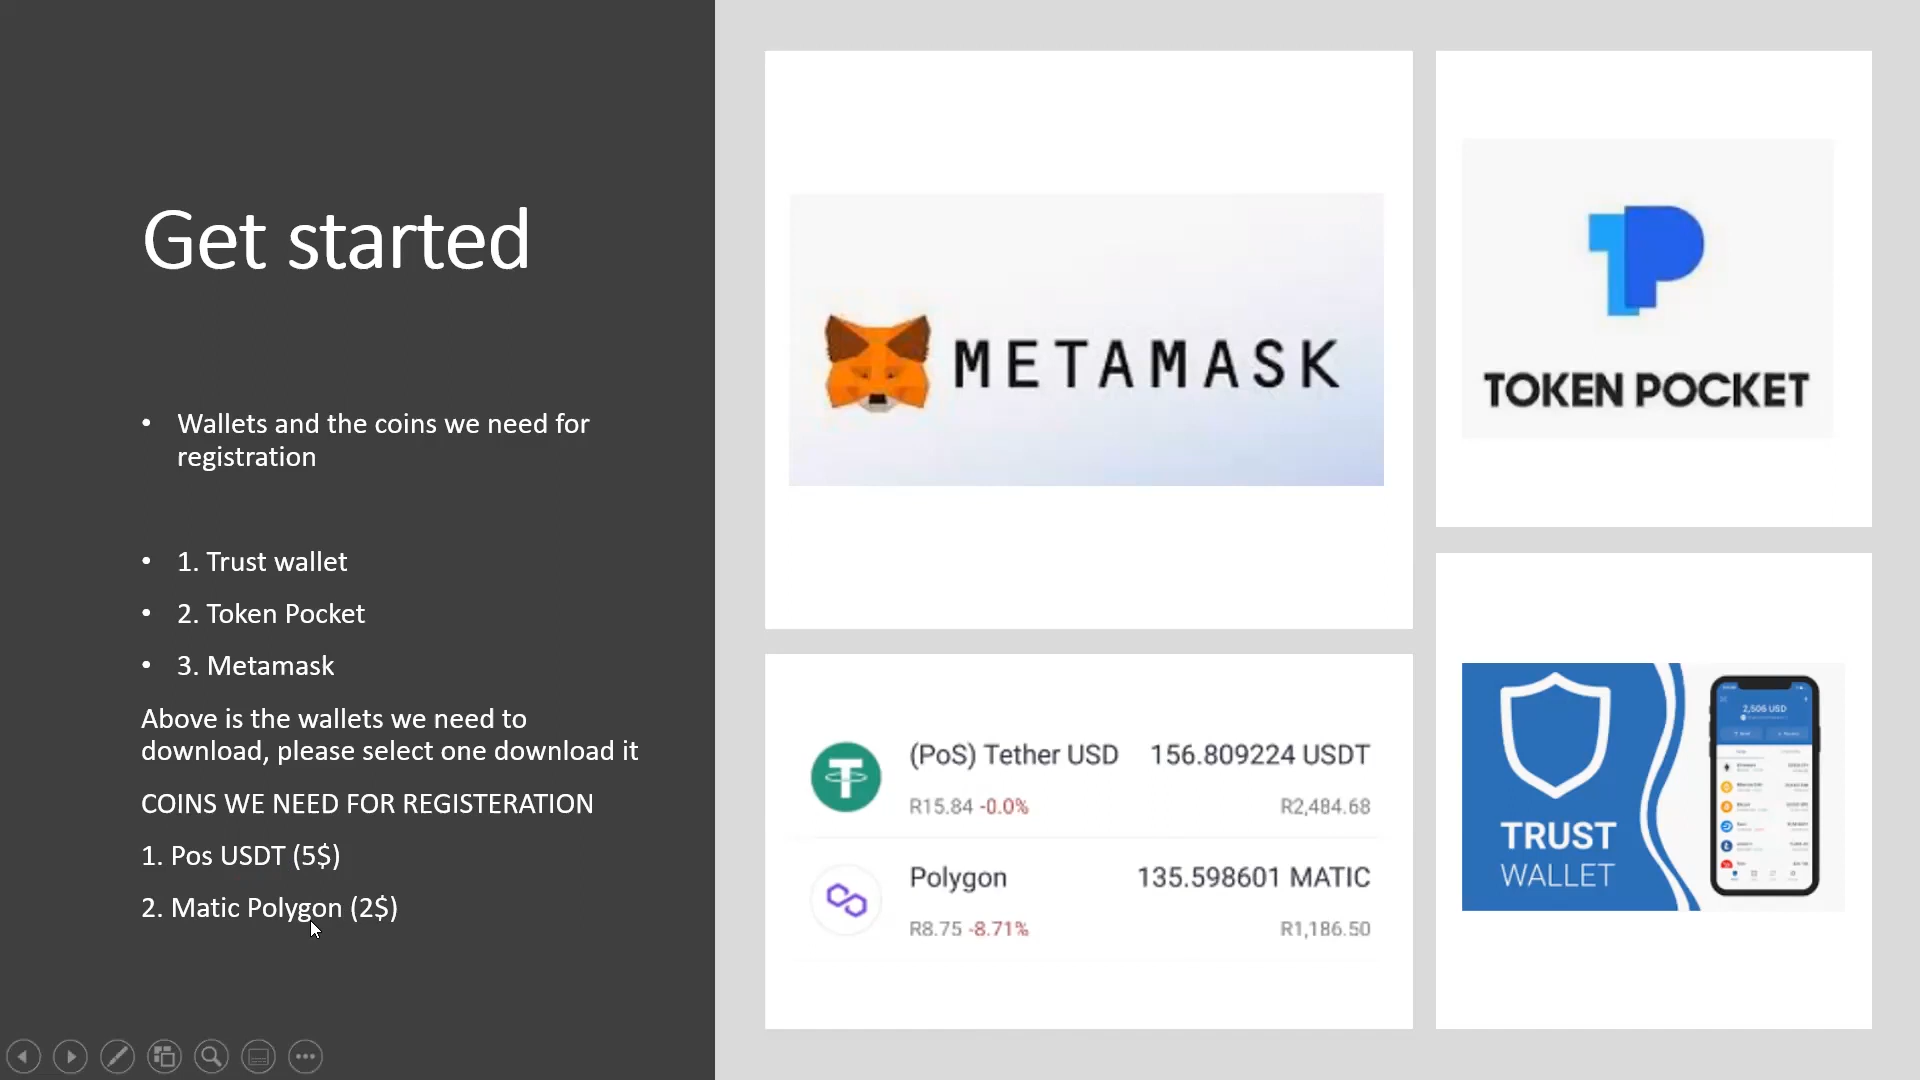 Get started
• Wallets and the coins we need for
registration
• 1. Trust wallet
• 2. Token Pocket
• 3. Metamask
Above is the wallets we need to
download, please select one download it
COINS WE NEED FOR REGISTERATION
1. Pos USDT (5$)
2. Matic Polygon (2$)
METAMASK
TOKEN POCKET
(PoS) Tether USD 156.809224 USDT
R15.84 -0.0% R2,484.68
Polygon 135.598601 MATIC
R8.75 -8.71% R1,186.50
TRUST
WALLET
2,506 USD